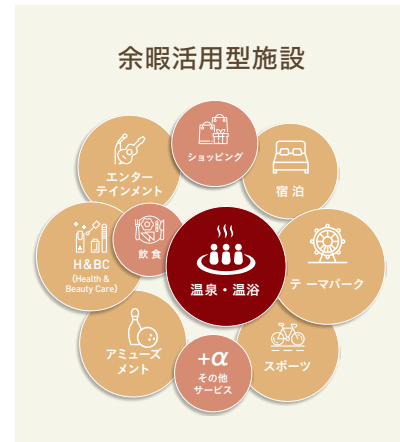 余暇活用型施設
ショッピング
エンター
テインメント
宿泊
飲食
H&BC
(Health &
Beauty Care)
温泉・温浴
テーマパーク
アミューズ
メント
+α
その他
サービス
スポーツ